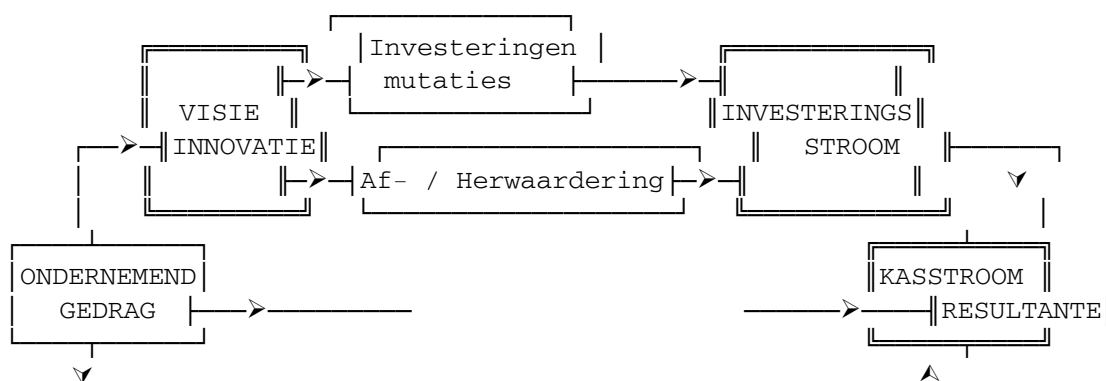 Investeringen
mutaties
VISIE
INVESTERINGS
INNOVATIE
STROOM
Af- / Herwaardering
ONDERNEMEND
KASSTROOM
GEDRAG
RESULTANTE